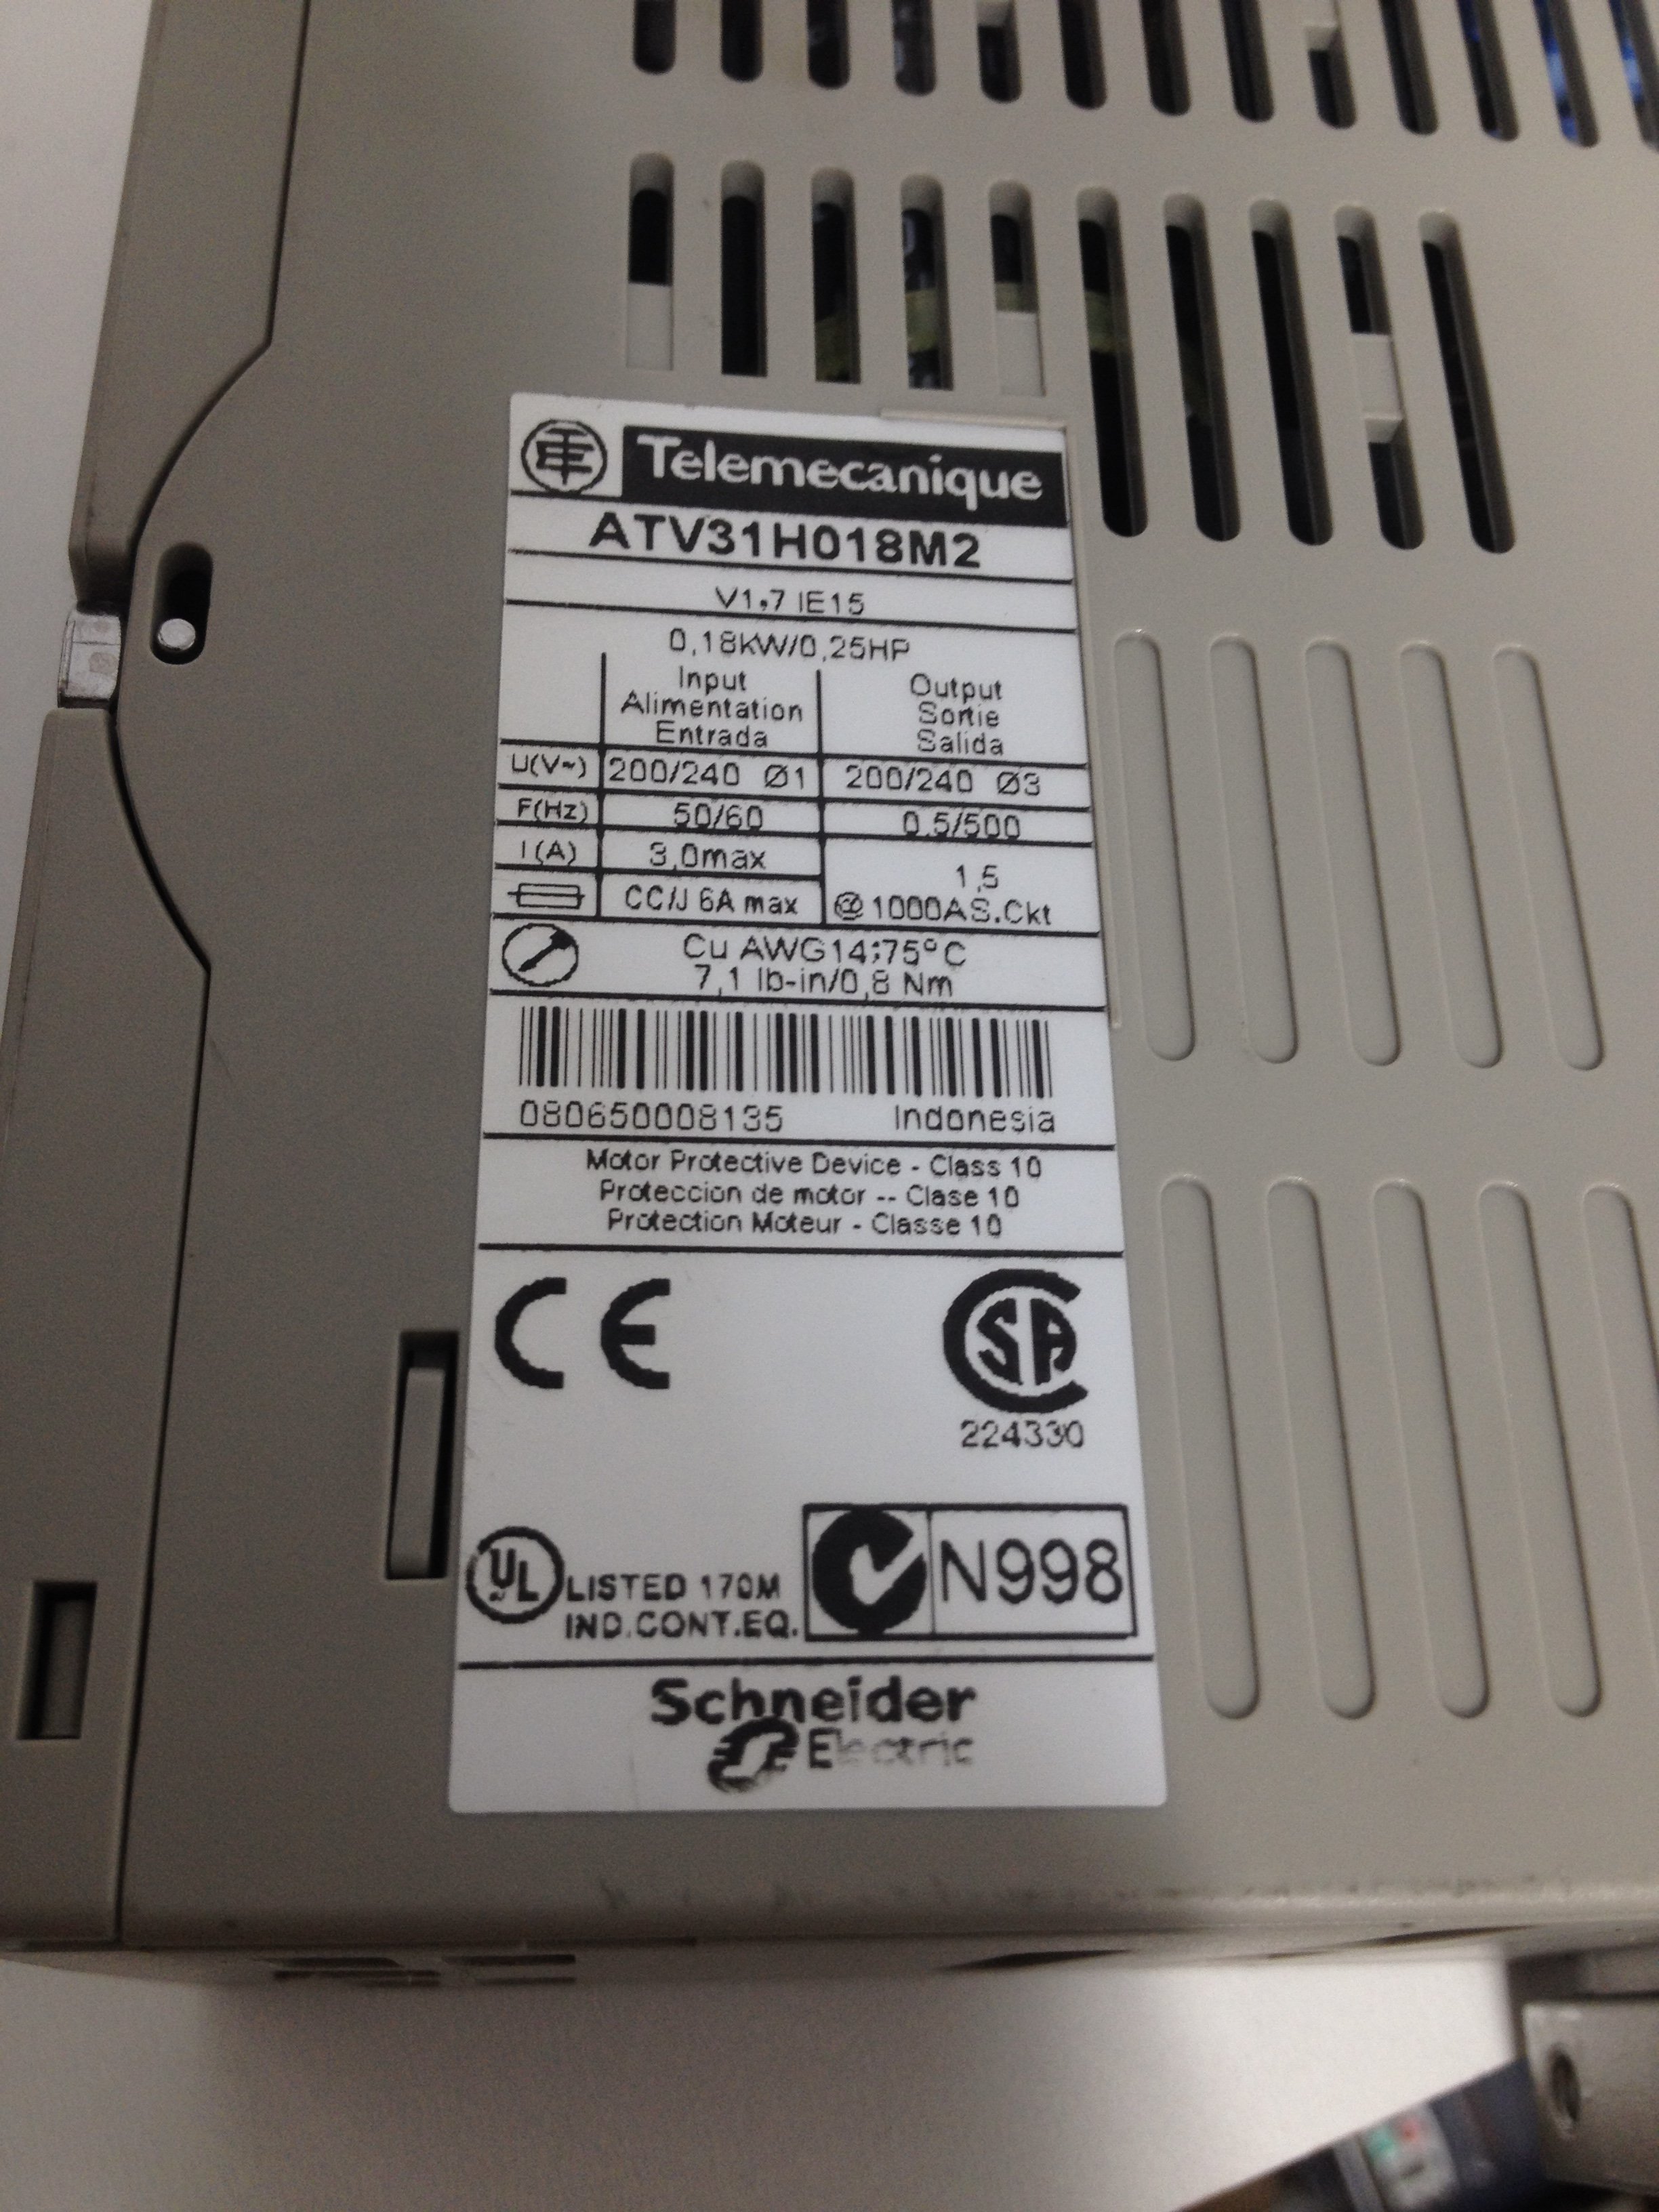 Telemecanique
ATV31H018M2
V1,7 IE15
0,18KW/0,25HP
Input Output
Alimentation Sortie
Entrada Salida
U(V~) 200/240 Ø1 200/240 Ø3
F(Hz) 50/60 0.5/500
I(A) 3,0max 1,5
CC/J 6A max @1000AS.Ckt
Cu AWG14;75°C
7,1 lb-in/0,8 Nm
080650008135 Indonesia
Motor Protective Device - Class 10
Proteccion de motor -- Clase 10
Protection Moteur - Classe 10
CE CSA
224330
UL LISTED 170M
IND.CONT.EQ.
N998
Schneider
Electric